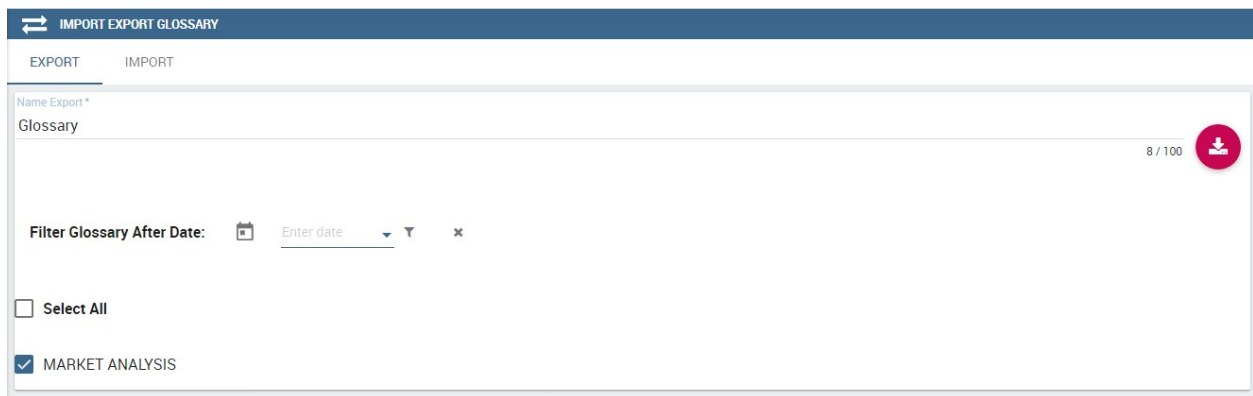 IMPORT EXPORT GLOSSARY
EXPORT IMPORT
Name Export *
Glossary
8 / 100
Filter Glossary After Date: Enter date
Select All
MARKET ANALYSIS